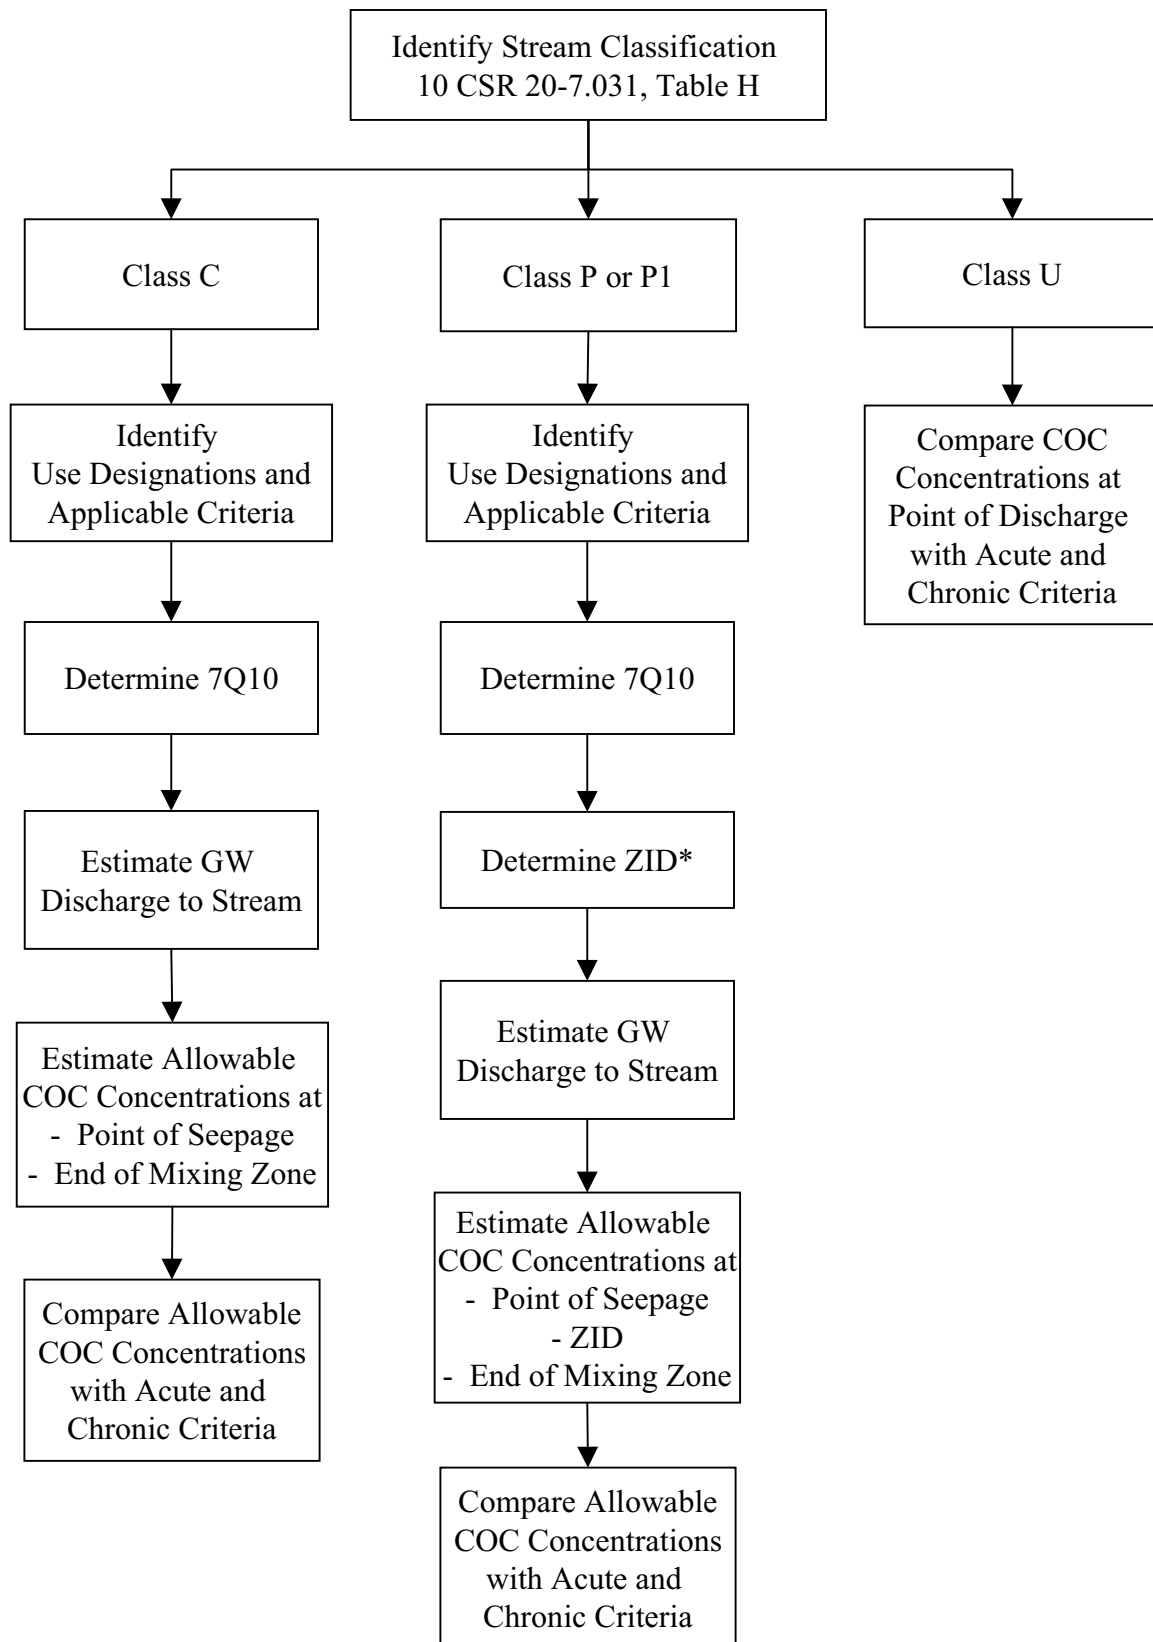 Identify Stream Classification
10 CSR 20-7.031, Table H
Class C
Class P or P1
Class U
Identify
Use Designations and
Applicable Criteria
Identify
Use Designations and
Applicable Criteria
Compare COC
Concentrations at
Point of Discharge
with Acute and
Chronic Criteria
Determine 7Q10
Determine 7Q10
Estimate GW
Discharge to Stream
Determine ZID*
Estimate GW
Discharge to Stream
Estimate Allowable
COC Concentrations at
- Point of Seepage
- End of Mixing Zone
Estimate Allowable
COC Concentrations at
- Point of Seepage
- ZID
- End of Mixing Zone
Compare Allowable
COC Concentrations
with Acute and
Chronic Criteria
Compare Allowable
COC Concentrations
with Acute and
Chronic Criteria